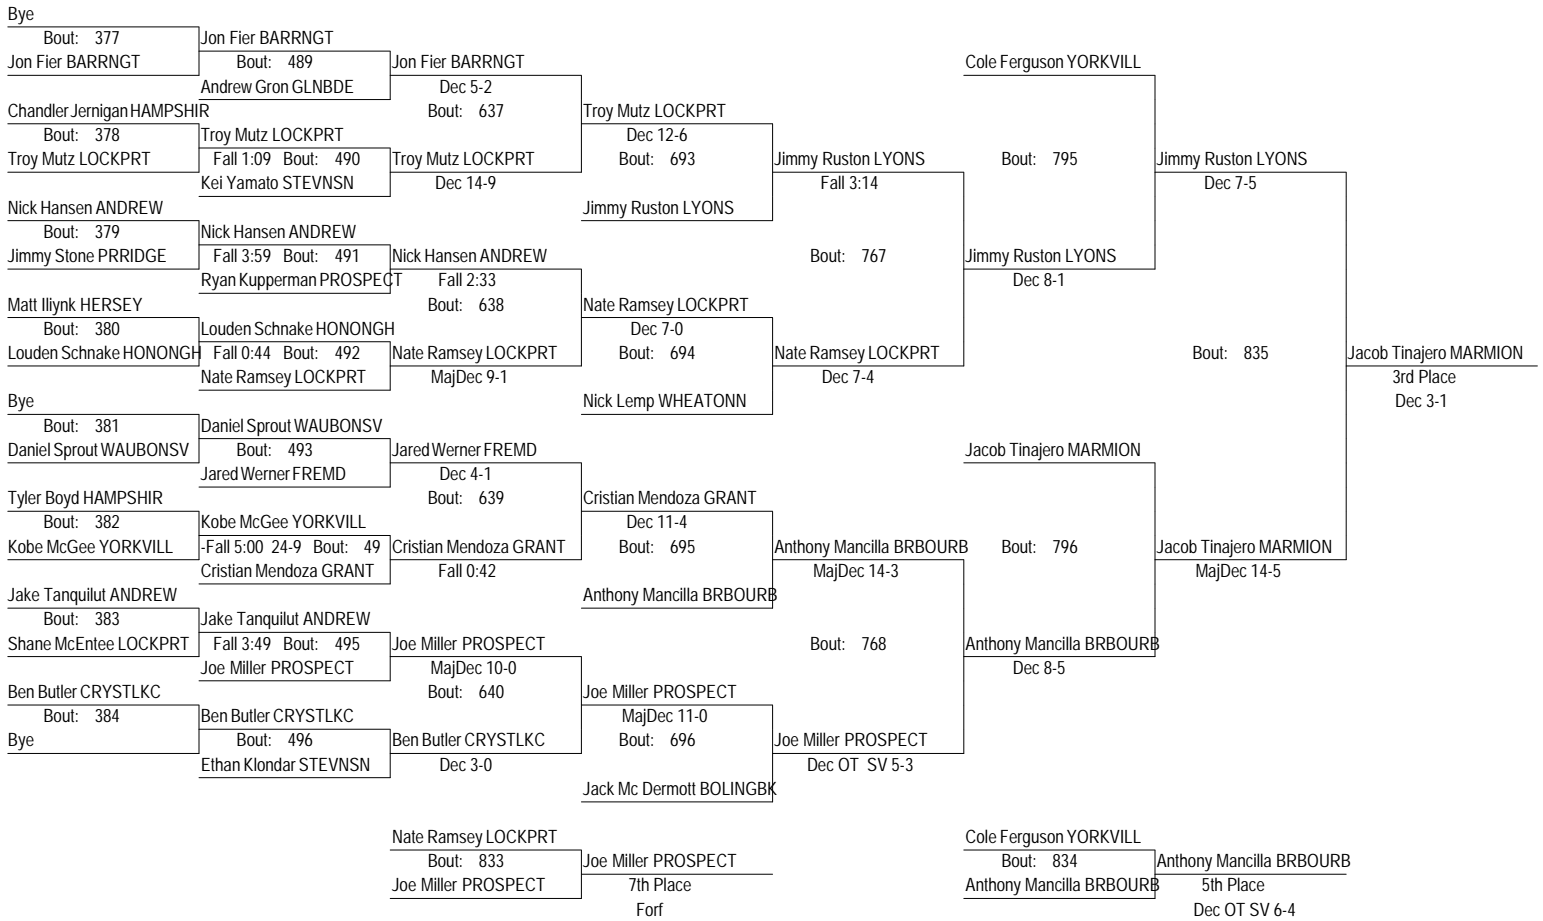 Bye
Bout: 377 Jon Fier BARRNGT
Jon Fier BARRNGT Bout: 489 Jon Fier BARRNGT Cole Ferguson YORKVILL
Andrew Gron GLNBDE Dec 5-2
Chandler Jernigan HAMPSHIR Bout: 637 Troy Mutz LOCKPRT
Bout: 378 Troy Mutz LOCKPRT Dec 12-6
Troy Mutz LOCKPRT Fall 1:09 Bout: 490 Troy Mutz LOCKPRT Bout: 693 Jimmy Ruston LYONS Bout: 795 Jimmy Ruston LYONS
Kei Yamato STEVNSN Dec 14-9 Fall 3:14 Dec 7-5
Nick Hansen ANDREW Jimmy Ruston LYONS
Bout: 379 Nick Hansen ANDREW
Jimmy Stone PRRIDGE Fall 3:59 Bout: 491 Nick Hansen ANDREW Bout: 767 Jimmy Ruston LYONS
Ryan Kupperman PROSPECT Fall 2:33 Dec 8-1
Matt Iliynk HERSEY Bout: 638 Nate Ramsey LOCKPRT
Bout: 380 Louden Schnake HONONGH Dec 7-0
Louden Schnake HONONGH Fall 0:44 Bout: 492 Nate Ramsey LOCKPRT Bout: 694 Nate Ramsey LOCKPRT Bout: 835 Jacob Tinajero MARMION
Nate Ramsey LOCKPRT MajDec 9-1 Dec 7-4 3rd Place
Bye Nick Lemp WHEATONN Dec 3-1
Bout: 381 Daniel Sprout WAUBONSV
Daniel Sprout WAUBONSV Bout: 493 Jared Werner FREMD Jacob Tinajero MARMION
Jared Werner FREMD Dec 4-1
Tyler Boyd HAMPSHIR Bout: 639 Cristian Mendoza GRANT
Bout: 382 Kobe McGee YORKVILL Dec 11-4
Kobe McGee YORKVILL -Fall 5:00 24-9 Bout: 49 Cristian Mendoza GRANT Bout: 695 Anthony Mancilla BRBOURB Bout: 796 Jacob Tinajero MARMION
Cristian Mendoza GRANT Fall 0:42 MajDec 14-3 MajDec 14-5
Jake Tanquilut ANDREW Anthony Mancilla BRBOURB
Bout: 383 Jake Tanquilut ANDREW
Shane McEntee LOCKPRT Fall 3:49 Bout: 495 Joe Miller PROSPECT Bout: 768 Anthony Mancilla BRBOURB
Joe Miller PROSPECT MajDec 10-0 Dec 8-5
Ben Butler CRYSTLKC Bout: 640 Joe Miller PROSPECT
Bout: 384 Ben Butler CRYSTLKC MajDec 11-0
Bye Bout: 496 Ben Butler CRYSTLKC Bout: 696 Joe Miller PROSPECT
Ethan Klondar STEVNSN Dec 3-0 Dec OT SV 5-3
Jack Mc Dermott BOLINGBK
Nate Ramsey LOCKPRT Cole Ferguson YORKVILL
Bout: 833 Joe Miller PROSPECT Bout: 834 Anthony Mancilla BRBOURB
Joe Miller PROSPECT 7th Place Anthony Mancilla BRBOURB 5th Place
Forf Dec OT SV 6-4